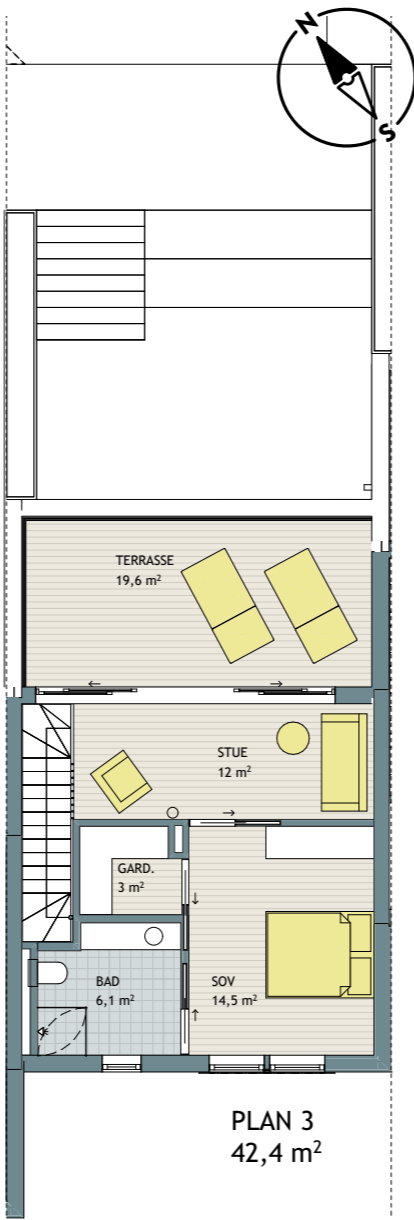 N
S
TERRASSE
19,6 m²
STUE
12 m²
GARD.
3 m²
BAD
6,1 m²
SOV
14,5 m²
PLAN 3
42,4 m²